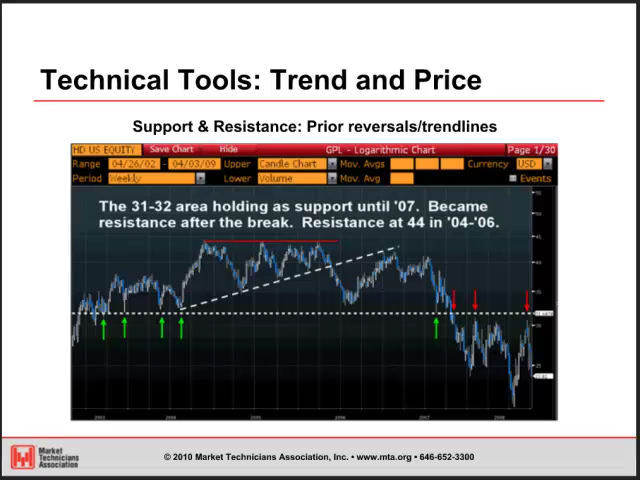 Technical Tools: Trend and Price
Support & Resistance: Prior reversals/trendlines
HD US EQUITY Save Chart Hide GPL - Logarithmic Chart Page 1/30
Range 04/26/02 - 04/03/09 Upper Candle Chart Mov. Avgs Currency USD
Period Weekly Lower Volume Mov. Avg Events
The 31-32 area holding as support until '07. Became
resistance after the break. Resistance at 44 in '04-'06.
2003 2004 2005 2006 2007 2008
Market
Technicians
Association
© 2010 Market Technicians Association, Inc. • www.mta.org • 646-652-3300